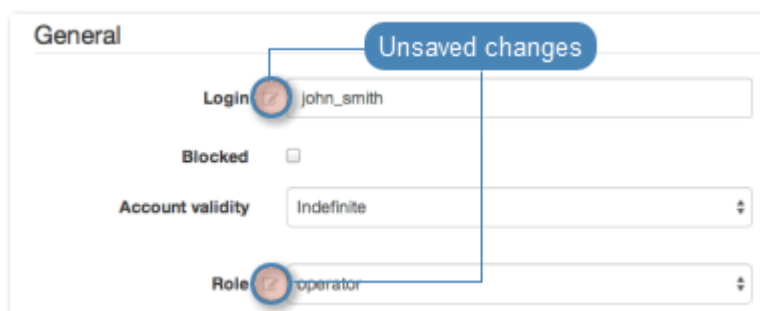 General
Unsaved changes
Login john_smith
Blocked
Account validity Indefinite
Role operator